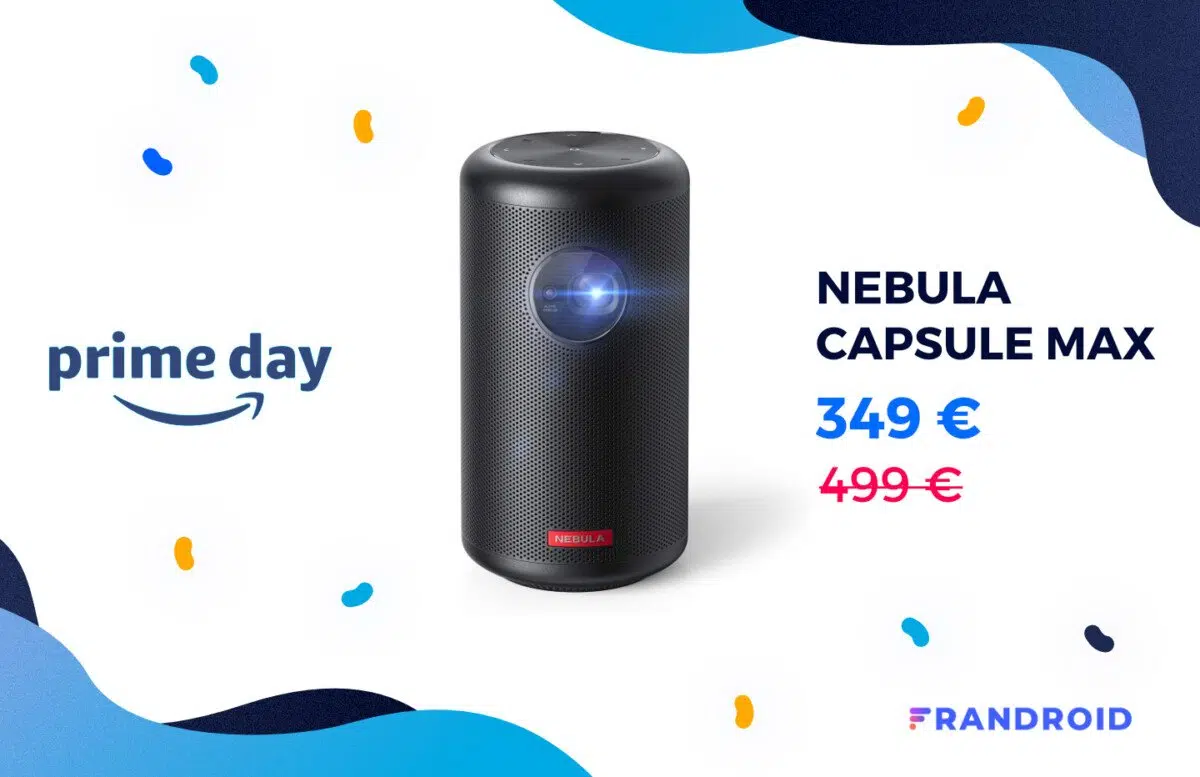 prime day
NEBULA
NEBULA
CAPSULE MAX
349 €
499 €
FRANDROID